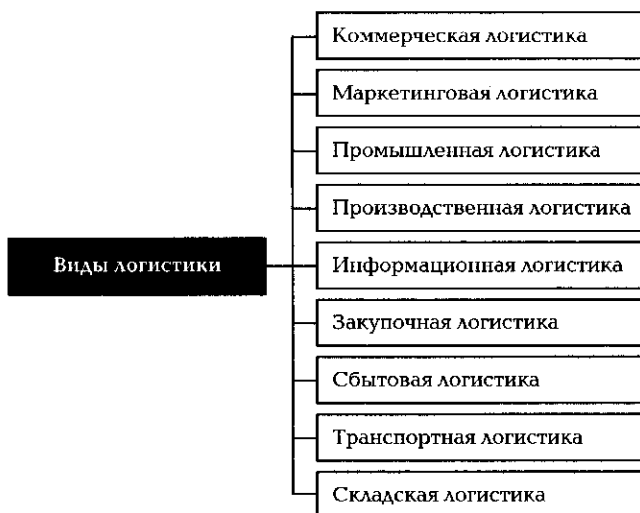 Коммерческая логистика
Маркетинговая логистика
Промышленная логистика
Производственная логистика
Виды логистики
Информационная логистика
Закупочная логистика
Сбытовая логистика
Транспортная логистика
Складская логистика